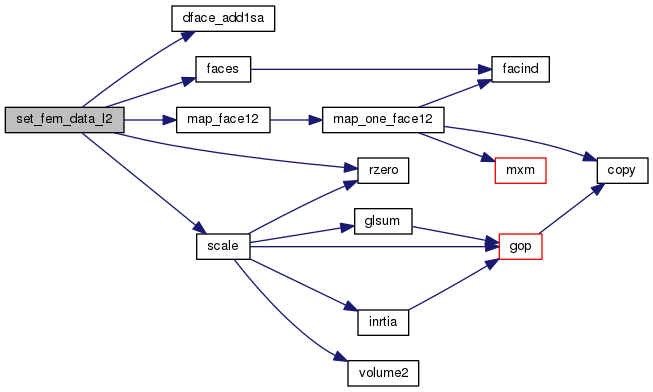 dface_add1sa
faces
facind
set_fem_data_l2
map_face12
map_one_face12
rzero
mxm
copy
glsum
scale
gop
inrtia
volume2